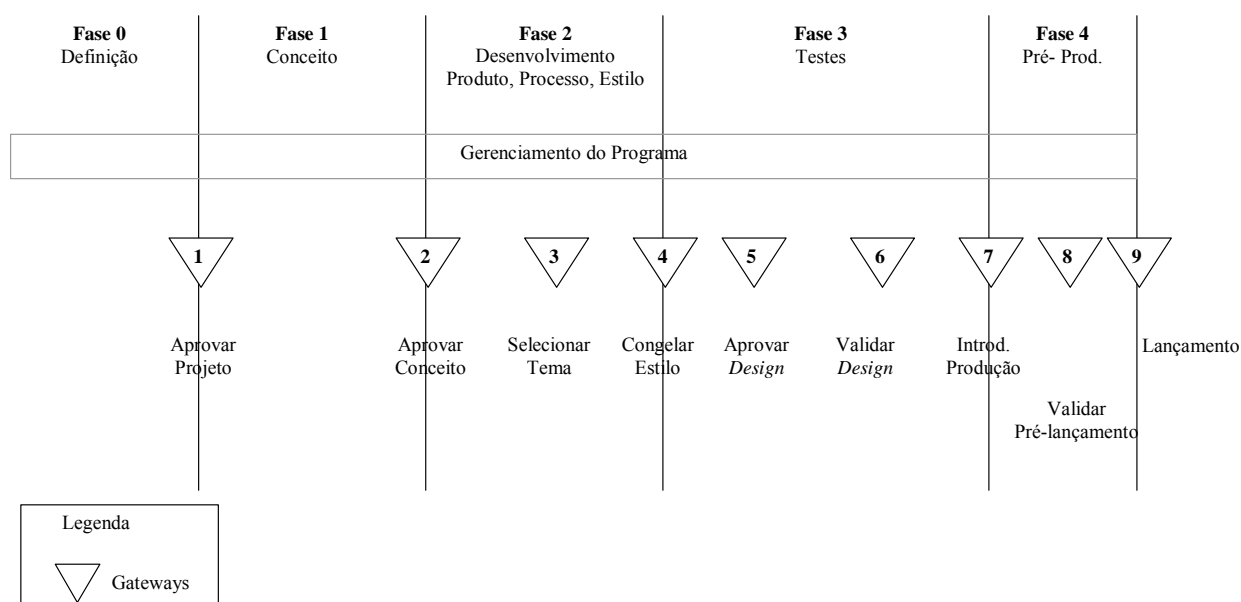 Fase 0
Definição
Fase 1
Conceito
Fase 2
Desenvolvimento
Produto, Processo, Estilo
Fase 3
Testes
Fase 4
Pré- Prod.
Gerenciamento do Programa
1
2
3
4
5
6
7
8
9
Aprovar
Projeto
Aprovar
Conceito
Selecionar
Tema
Congelar
Estilo
Aprovar
Design
Validar
Design
Introd.
Produção
Lançamento
Validar
Pré-lançamento
Legenda
Gateways